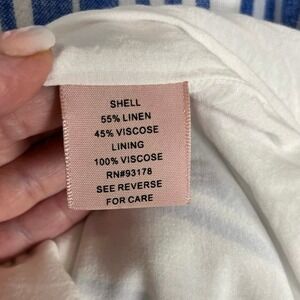 SHELL
55% LINEN
45% VISCOSE
LINING
100% VISCOSE
RN#93178
SEE REVERSE
FOR CARE